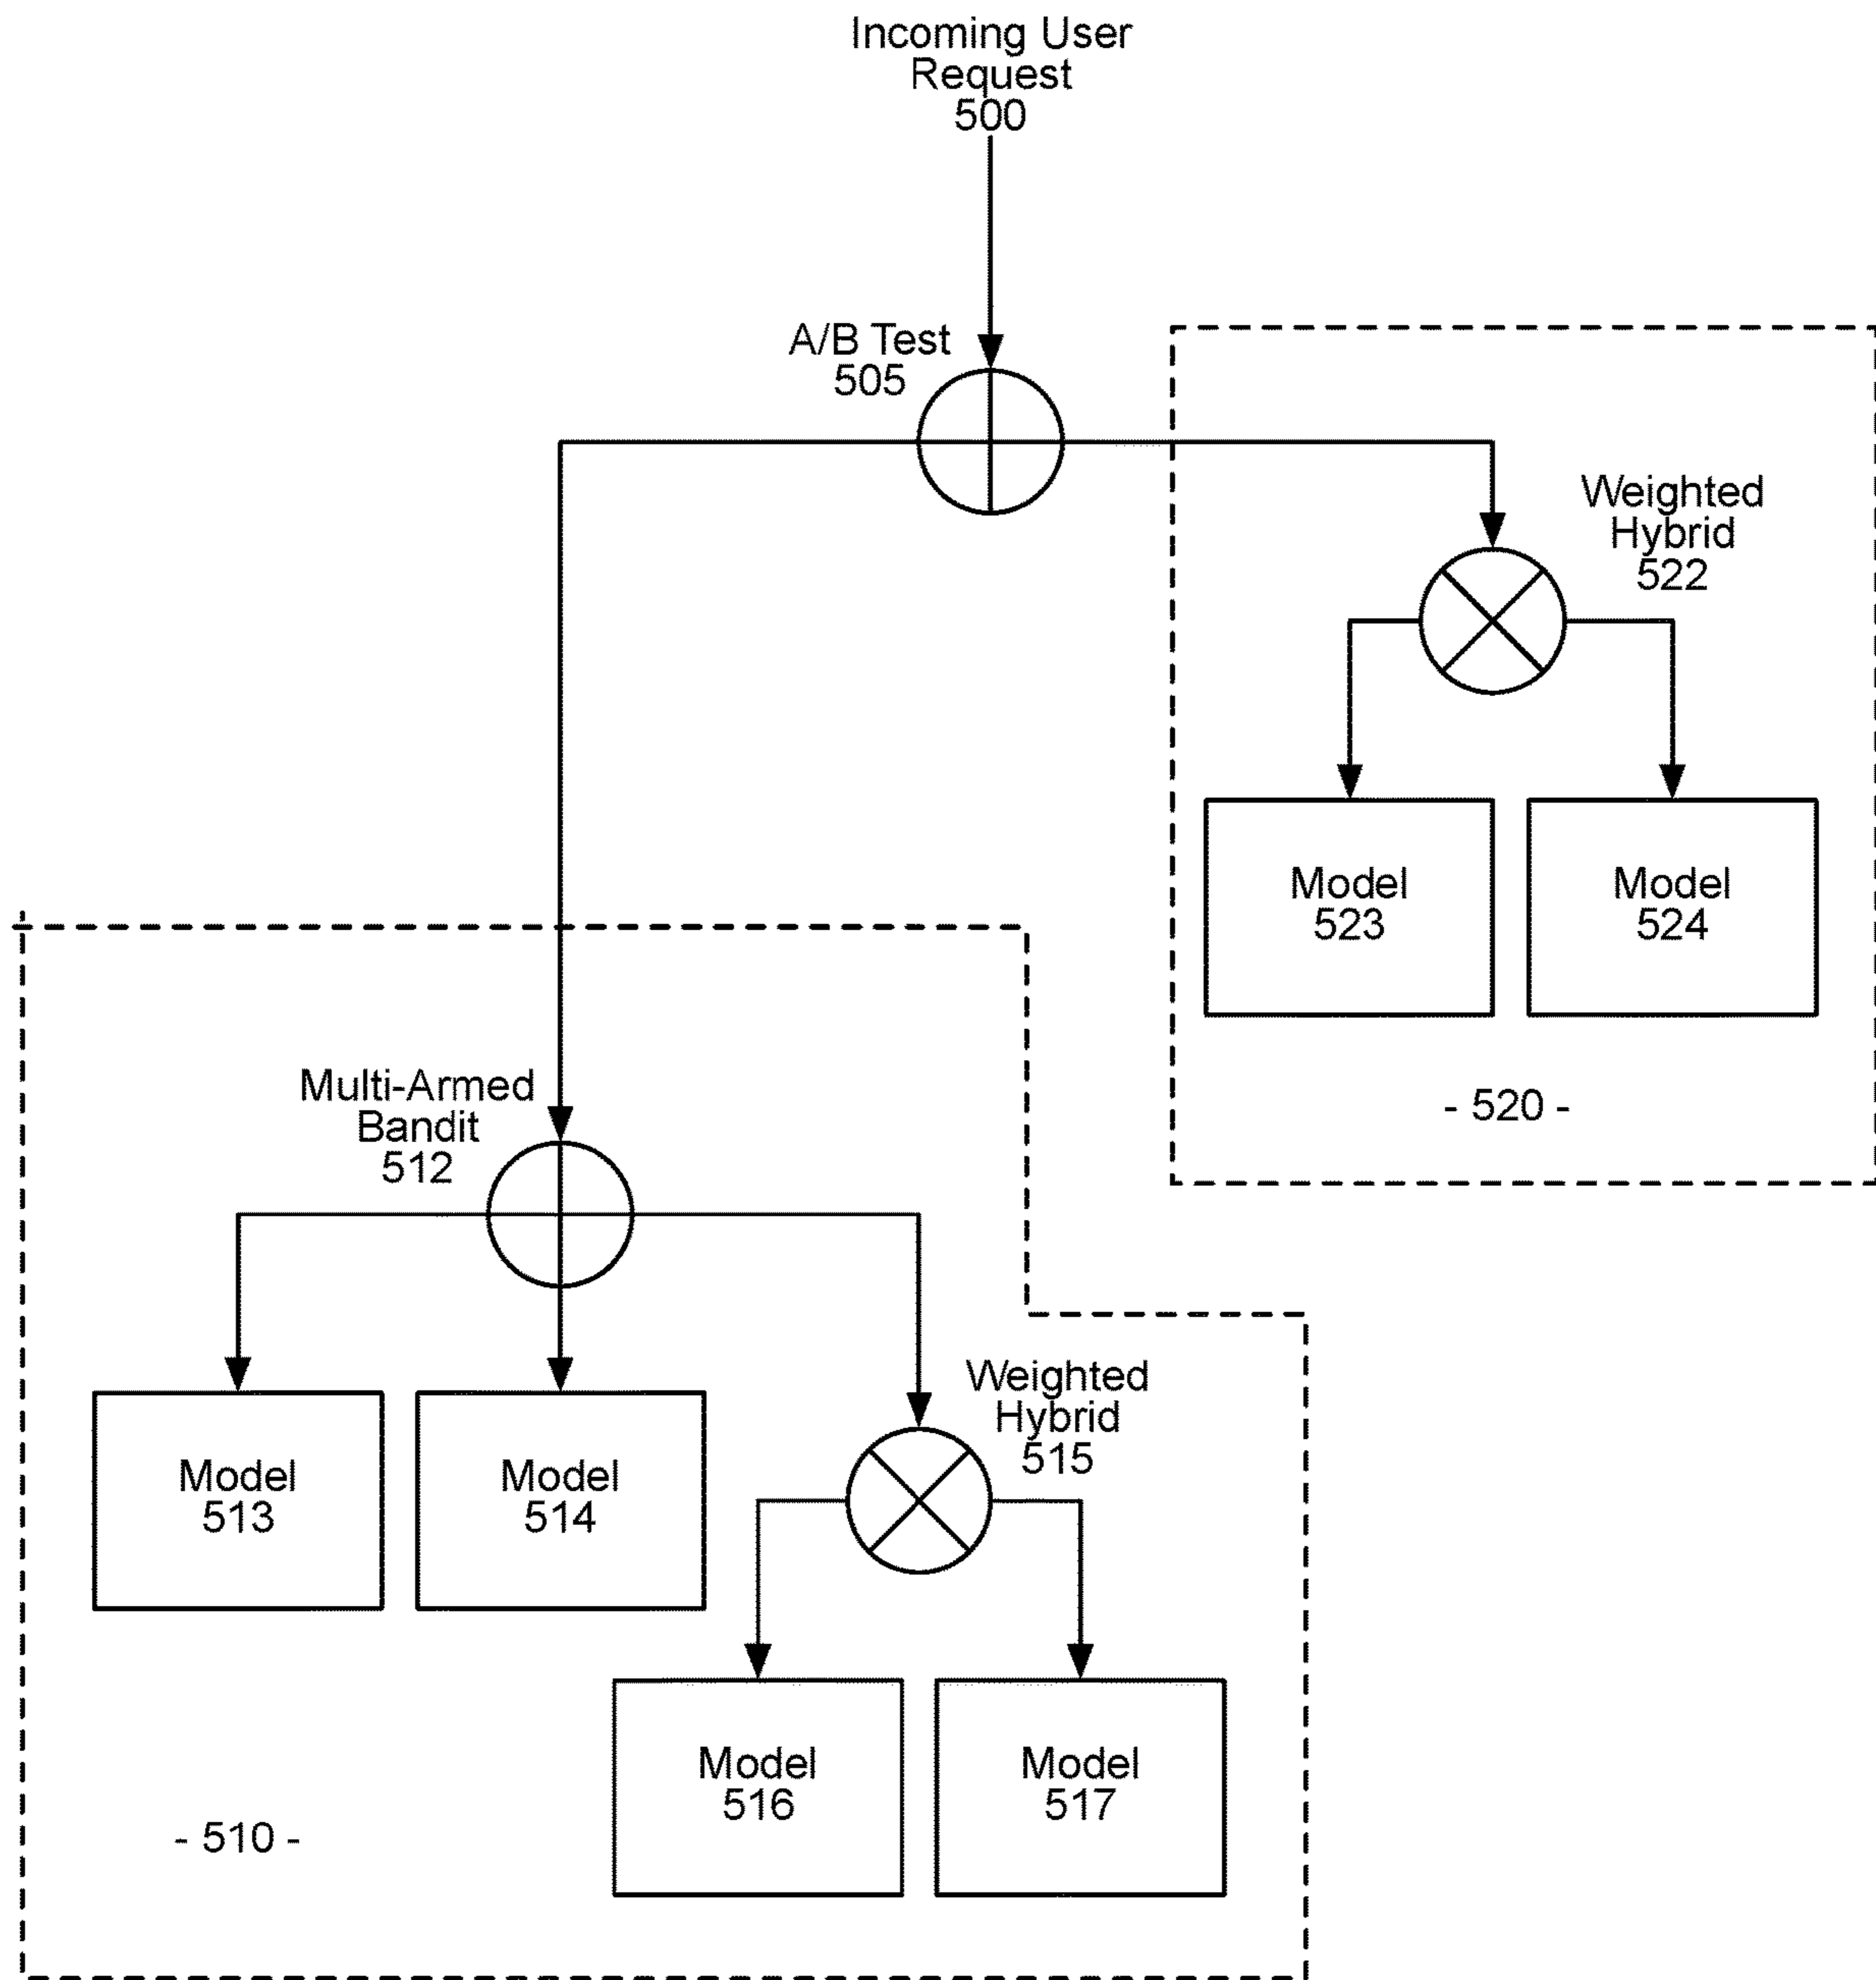 Incoming User
Request
500
A/B Test
505
Weighted
Hybrid
522
Model
523
Model
524
- 520 -
Multi-Armed
Bandit
512
Weighted
Hybrid
515
Model
513
Model
514
Model
516
Model
517
- 510 -